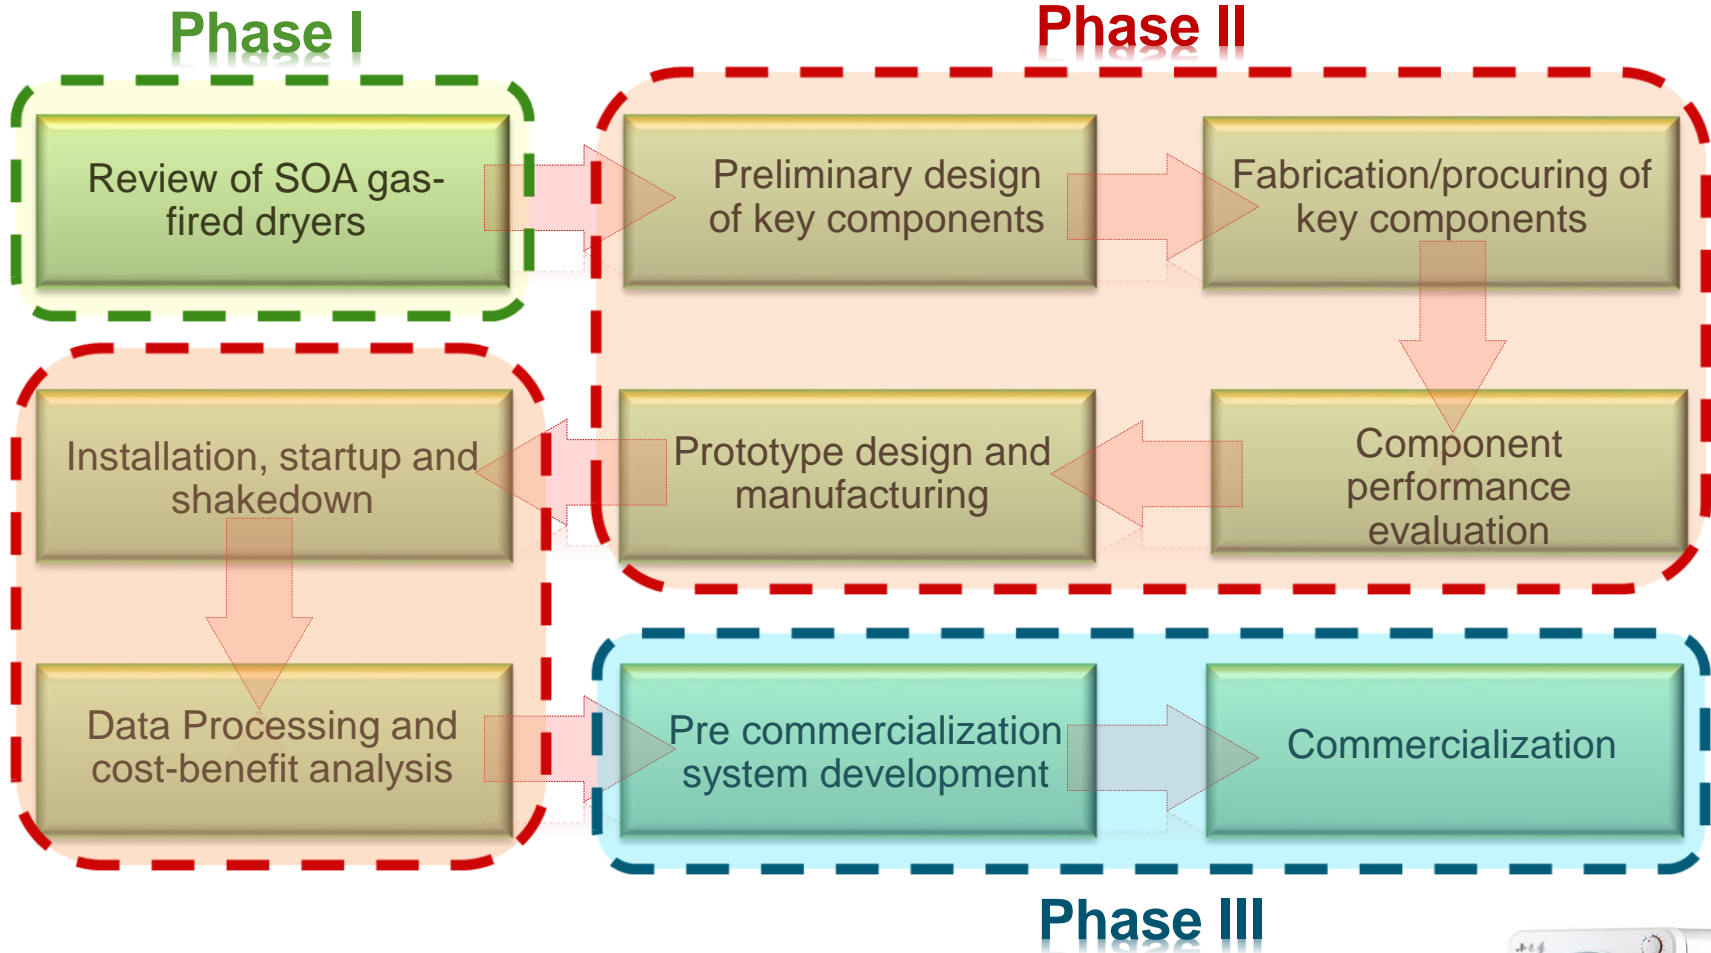 Phase I
Phase II
Review of SOA gas-
fired dryers
Preliminary design
of key components
Fabrication/procuring of
key components
Installation, startup and
shakedown
Prototype design and
manufacturing
Component
performance
evaluation
Data Processing and
cost-benefit analysis
Pre commercialization
system development
Commercialization
Phase III